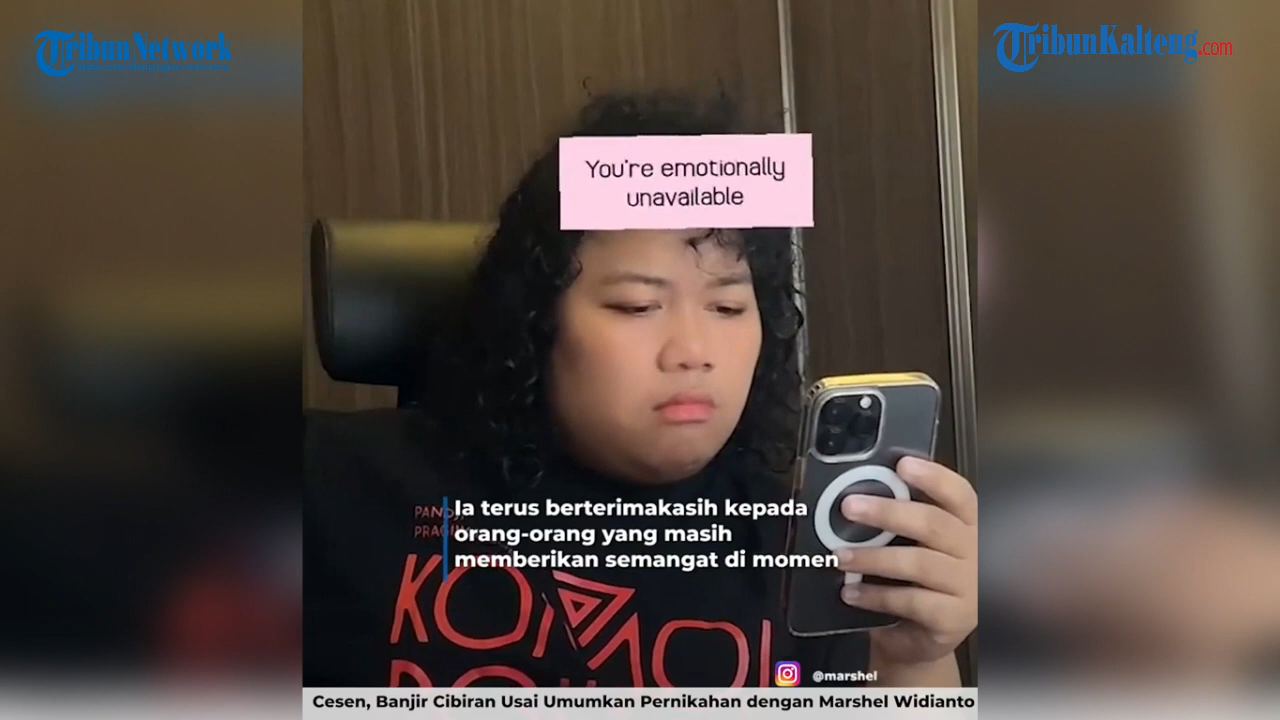 TribunNetwork
TribunKalteng.com
You're emotionally
unavailable
Ia terus berterimakasih kepada
orang-orang yang masih
memberikan semangat di momen
@marshel
Cesen, Banjir Cibiran Usai Umumkan Pernikahan dengan Marshel Widianto